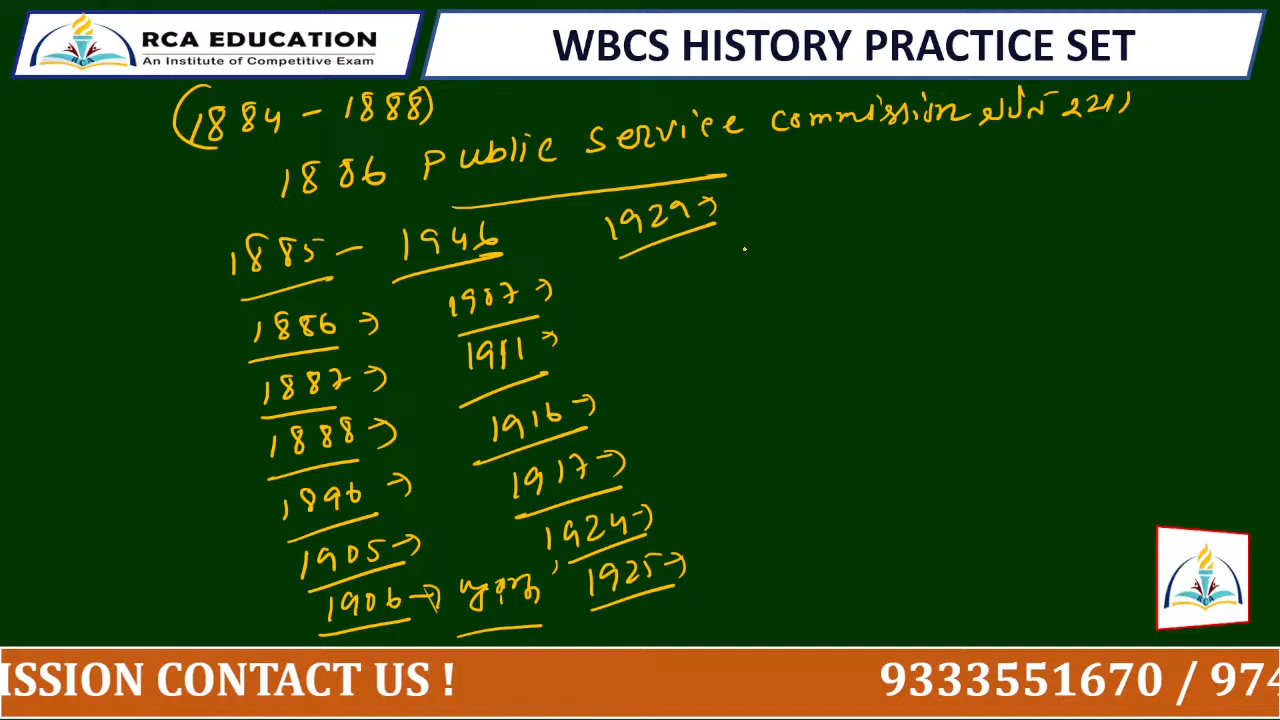 RCA EDUCATION
An Institute of Competitive Exam
WBCS HISTORY PRACTICE SET
(1884 - 1888)
1886 Public Service Commission গঠন হয়।
1885 - 1946
1886 →
1887 →
1888 →
1896 →
1905 →
1906 →
1907 →
1911 →
1916 →
1917 →
1924 →
1925 →
1929 →
RCA
ISSION CONTACT US !
9333551670 / 974